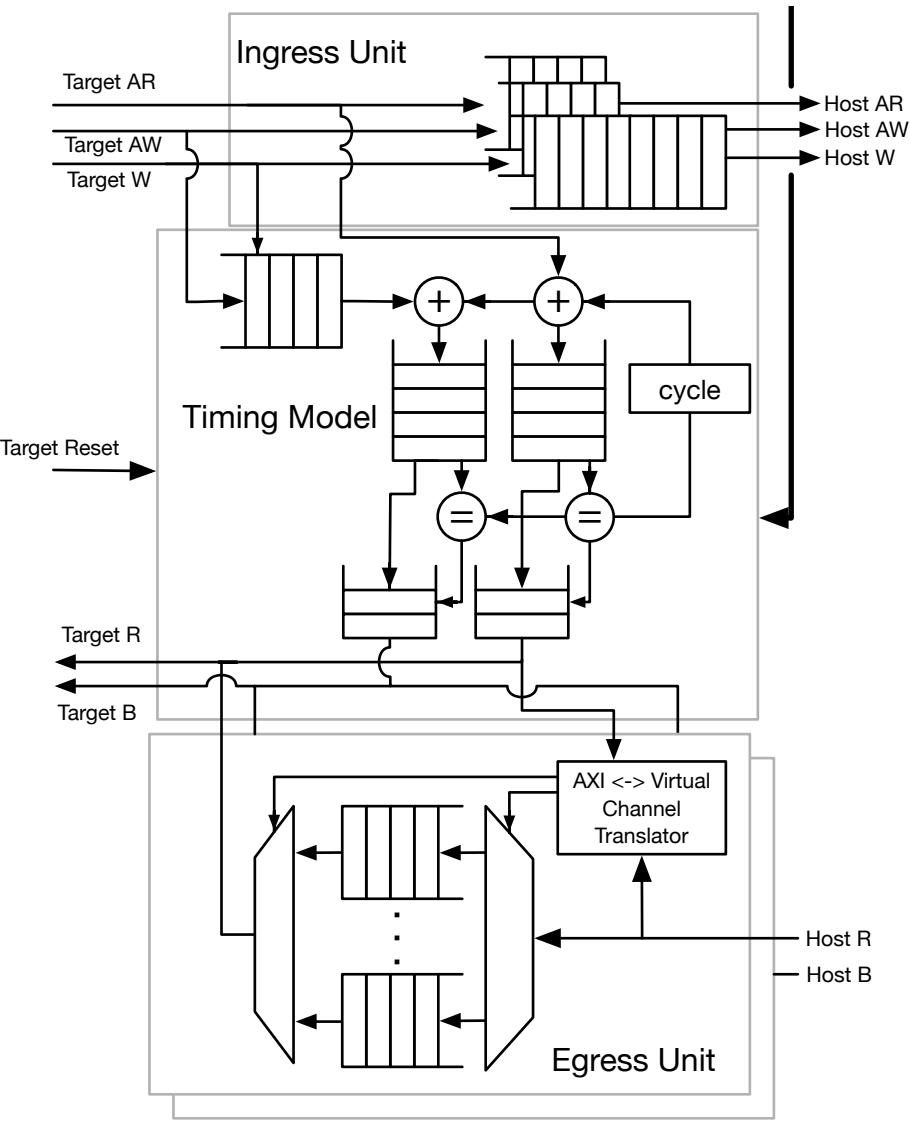 Ingress Unit
Target AR
Target AW
Target W
Host AR
Host AW
Host W
+
+
cycle
Timing Model
Target Reset
=
=
Target R
Target B
AXI <-> Virtual
Channel
Translator
Host R
Host B
Egress Unit